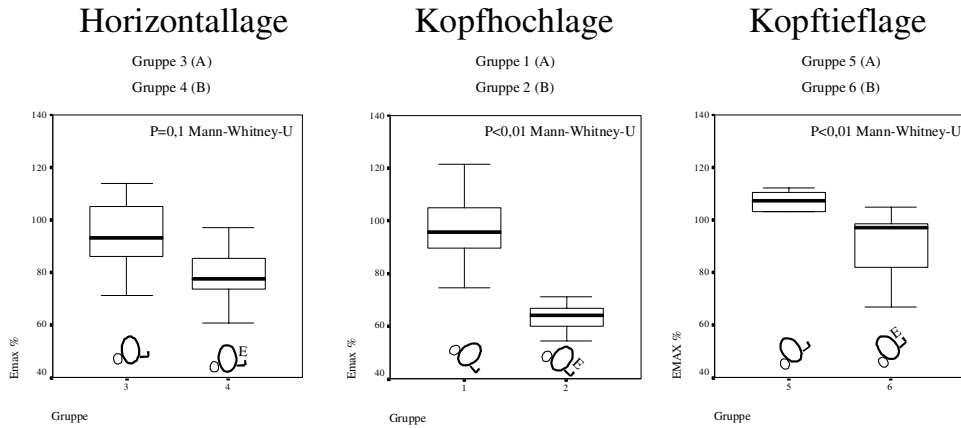 Horizontallage
Gruppe 3 (A)
Gruppe 4 (B)
P=0,1 Mann-Whitney-U
140
120
100
80
60
40
Emax %
E
3
4
Gruppe
Kopfhochlage
Gruppe 1 (A)
Gruppe 2 (B)
P<0,01 Mann-Whitney-U
140
120
100
80
60
40
Emax %
E
1
2
Gruppe
Kopftieflage
Gruppe 5 (A)
Gruppe 6 (B)
P<0,01 Mann-Whitney-U
140
120
100
80
60
40
EMAX %
E
5
6
Gruppe